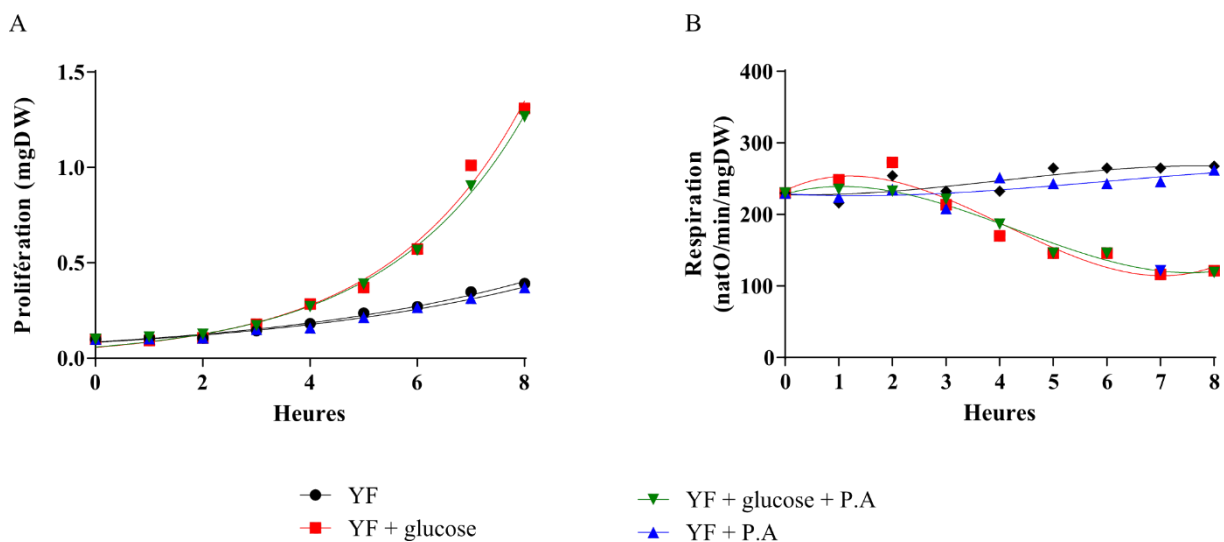 A
B
Prolifération (mgDW)
1.5
1.0
0.5
0.0
0 2 4 6 8
Heures
Respiration
(natO/min/mgDW)
400
300
200
100
0
0 1 2 3 4 5 6 7 8
Heures
YF
YF + glucose
YF + glucose + P.A
YF + P.A